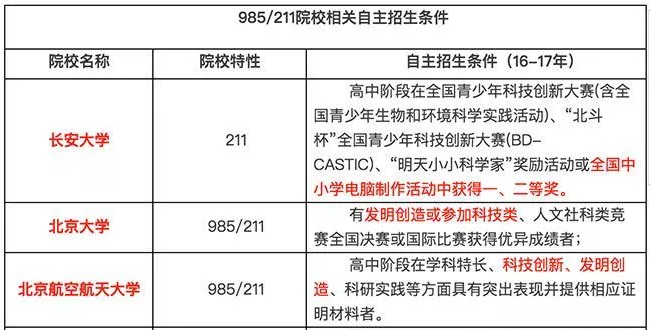 985/211院校相关自主招生条件
院校名称
院校特性
自主招生条件（16-17年）
长安大学
211
高中阶段在全国青少年科技创新大赛(含全
国青少年生物和环境科学实践活动)、“北斗
杯”全国青少年科技创新大赛(BD-
CASTIC)、“明天小小科学家”奖励活动或全国中
小学电脑制作活动中获得一、二等奖。
北京大学
985/211
有发明创造或参加科技类、人文社科类竞
赛全国决赛或国际比赛获得优异成绩者；
北京航空航天大学
985/211
高中阶段在学科特长、科技创新、发明创
造、科研实践等方面具有突出表现并提供相应证
明材料者。